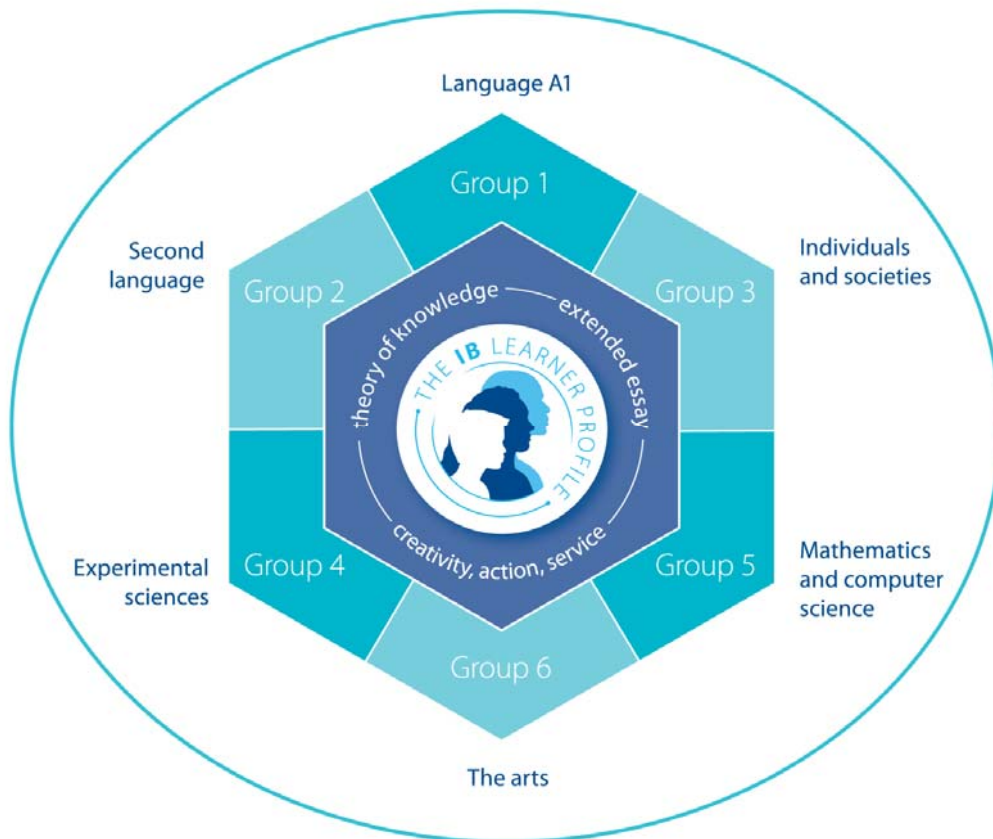 Language A1
Group 1
Second
language
Group 2
Group 3
Individuals
and societies
theory of knowledge
extended essay
THE IB LEARNER PROFILE
creativity, action, service
Experimental
sciences
Group 4
Group 5
Mathematics
and computer
science
Group 6
The arts